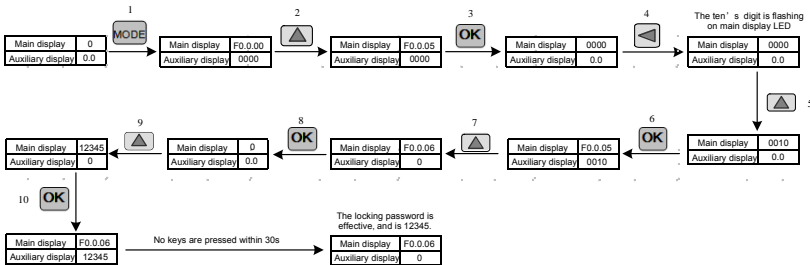 1
2
3
4
The ten's digit is flashing
on main display LED
Main display 0
Auxiliary display 0.0
MODE
Main display F0.0.00
Auxiliary display 0000
Main display F0.0.05
Auxiliary display 0000
OK
Main display 0000
Auxiliary display 0.0
Main display 0000
Auxiliary display 0.0
5
9
8
7
6
Main display 12345
Auxiliary display 0
Main display 0
Auxiliary display 0.0
OK
Main display F0.0.06
Auxiliary display 0
Main display F0.0.05
Auxiliary display 0010
OK
Main display 0010
Auxiliary display 0.0
10 OK
The locking password is
effective, and is 12345.
Main display F0.0.06
Auxiliary display 12345
No keys are pressed within 30s
Main display F0.0.06
Auxiliary display 0